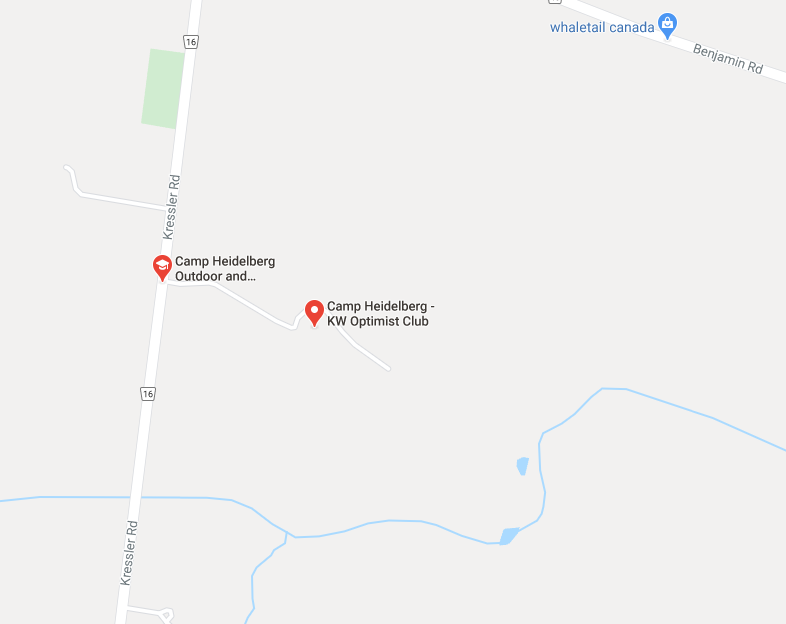 16
whaletail canada
Benjamin Rd
Kressler Rd
Camp Heidelberg
Outdoor and...
Camp Heidelberg -
KW Optimist Club
16
Kressler Rd